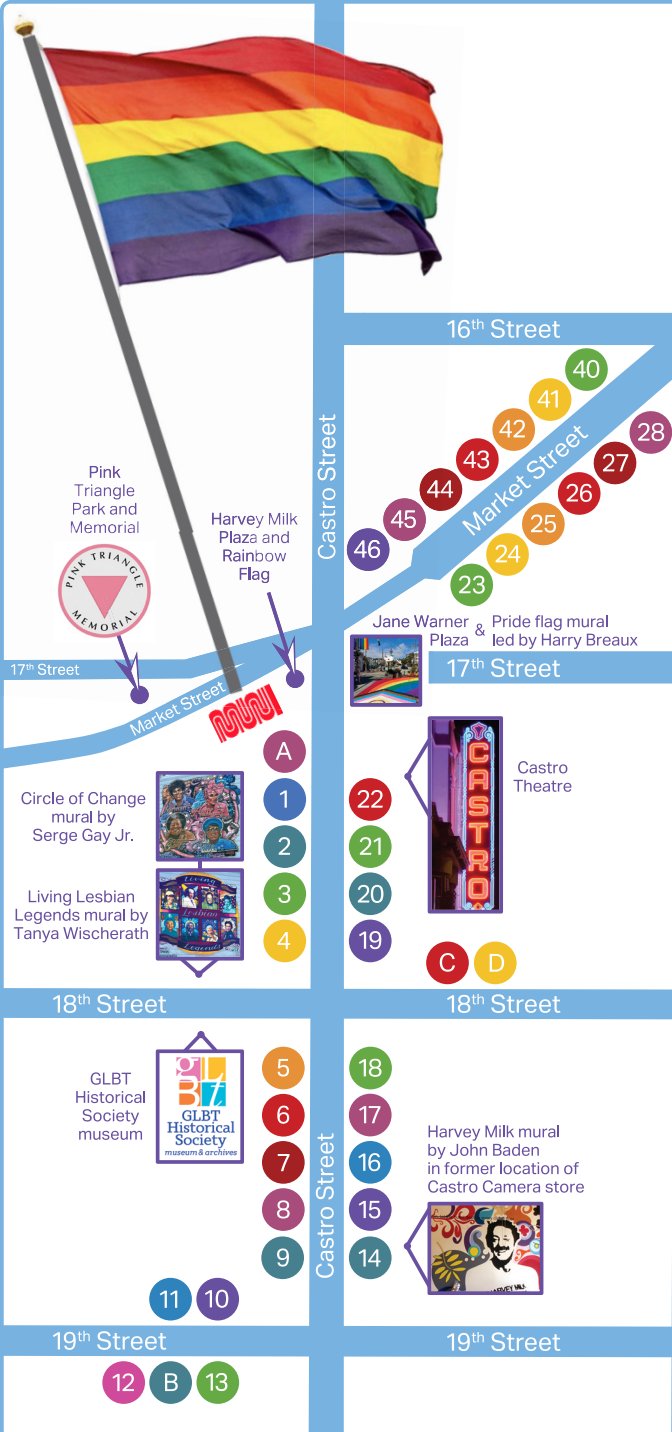 16th Street
Castro Street
40
41
42
43
44
45
46
Market Street
28
27
26
25
24
23
Pink
Triangle
Park and
Memorial
PINK TRIANGLE
MEMORIAL
Harvey Milk
Plaza and
Rainbow
Flag
Jane Warner
Plaza
&
Pride flag mural
led by Harry Breaux
17th Street
17th Street
Market Street
MUNI
A
1
2
3
4
22
21
20
19
CASTRO
Castro
Theatre
Circle of Change
mural by
Serge Gay Jr.
Living Lesbian
Legends mural by
Tanya Wischerath
Living
Lesbian
Legends
C
D
18th Street
18th Street
GLBT
Historical
Society
museum
gLBt
GLBT
Historical
Society
museum & archives
5
6
7
8
9
Castro Street
18
17
16
15
14
Harvey Milk mural
by John Baden
in former location of
Castro Camera store
HARVEY MILK
11
10
19th Street
19th Street
12
B
13